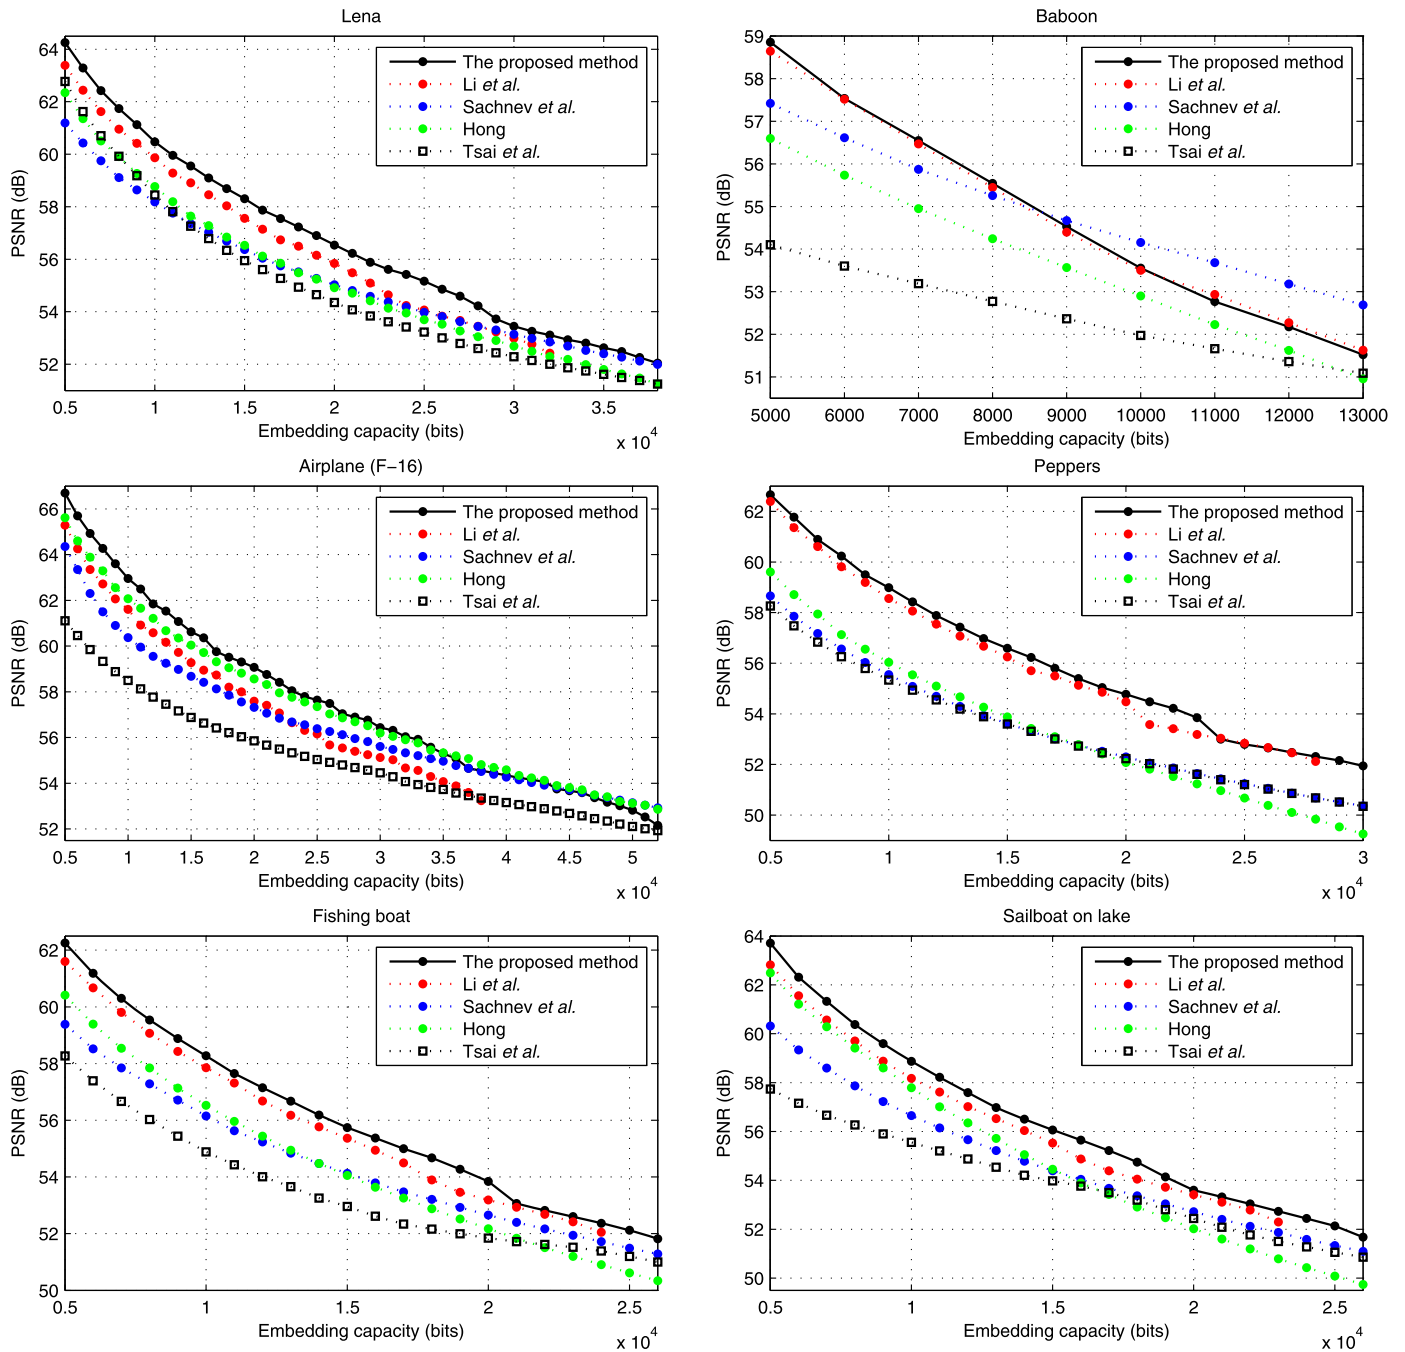 Lena
64
62
60
58
56
54
52
PSNR (dB)
The proposed method
Li et al.
Sachnev et al.
Hong
Tsai et al.
0.5 1 1.5 2 2.5 3 3.5
Embedding capacity (bits)
x 10^4
Baboon
59
58
57
56
55
54
53
52
51
PSNR (dB)
The proposed method
Li et al.
Sachnev et al.
Hong
Tsai et al.
5000 6000 7000 8000 9000 10000 11000 12000 13000
Embedding capacity (bits)
Airplane (F−16)
66
64
62
60
58
56
54
52
PSNR (dB)
The proposed method
Li et al.
Sachnev et al.
Hong
Tsai et al.
0.5 1 1.5 2 2.5 3 3.5 4 4.5 5
Embedding capacity (bits)
x 10^4
Peppers
62
60
58
56
54
52
50
PSNR (dB)
The proposed method
Li et al.
Sachnev et al.
Hong
Tsai et al.
0.5 1 1.5 2 2.5 3
Embedding capacity (bits)
x 10^4
Fishing boat
62
60
58
56
54
52
50
PSNR (dB)
The proposed method
Li et al.
Sachnev et al.
Hong
Tsai et al.
0.5 1 1.5 2 2.5
Embedding capacity (bits)
x 10^4
Sailboat on lake
64
62
60
58
56
54
52
50
PSNR (dB)
The proposed method
Li et al.
Sachnev et al.
Hong
Tsai et al.
0.5 1 1.5 2 2.5
Embedding capacity (bits)
x 10^4